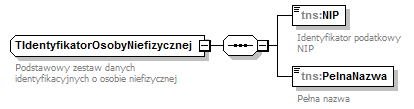 TIdentyfikatorOsobyNiefizycznej
Podstawowy zestaw danych
identyfikacyjnych o osobie niefizycznej
tns:NIP
Identyfikator podatkowy
NIP
tns:PelnaNazwa
Pełna nazwa